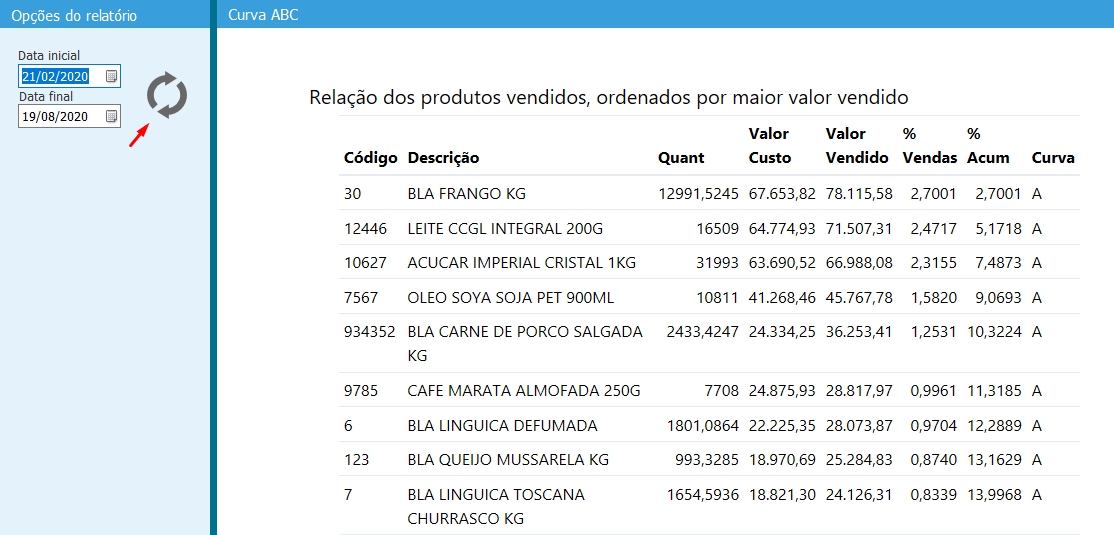 Opções do relatório
Curva ABC
Data inicial
21/02/2020
Data final
19/08/2020
Relação dos produtos vendidos, ordenados por maior valor vendido
Código Descrição Quant Valor Custo Valor Vendido % Vendas % Acum Curva
30 BLA FRANGO KG 12991,5245 67.653,82 78.115,58 2,7001 2,7001 A
12446 LEITE CCGL INTEGRAL 200G 16509 64.774,93 71.507,31 2,4717 5,1718 A
10627 ACUCAR IMPERIAL CRISTAL 1KG 31993 63.690,52 66.988,08 2,3155 7,4873 A
7567 OLEO SOYA SOJA PET 900ML 10811 41.268,46 45.767,78 1,5820 9,0693 A
934352 BLA CARNE DE PORCO SALGADA 2433,4247 24.334,25 36.253,41 1,2531 10,3224 A
KG
9785 CAFE MARATA ALMOFADA 250G 7708 24.875,93 28.817,97 0,9961 11,3185 A
6 BLA LINGUICA DEFUMADA 1801,0864 22.225,35 28.073,87 0,9704 12,2889 A
123 BLA QUEIJO MUSSARELA KG 993,3285 18.970,69 25.284,83 0,8740 13,1629 A
7 BLA LINGUICA TOSCANA 1654,5936 18.821,30 24.126,31 0,8339 13,9968 A
CHURRASCO KG